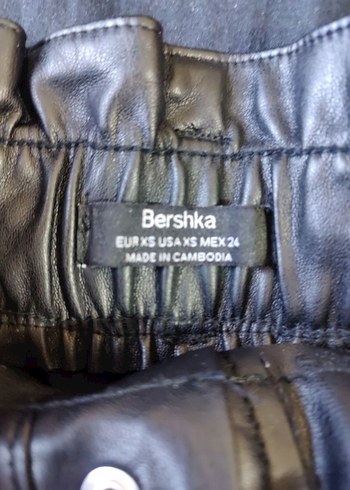 Bershka
EUR XS USA XS MEX 24
MADE IN CAMBODIA